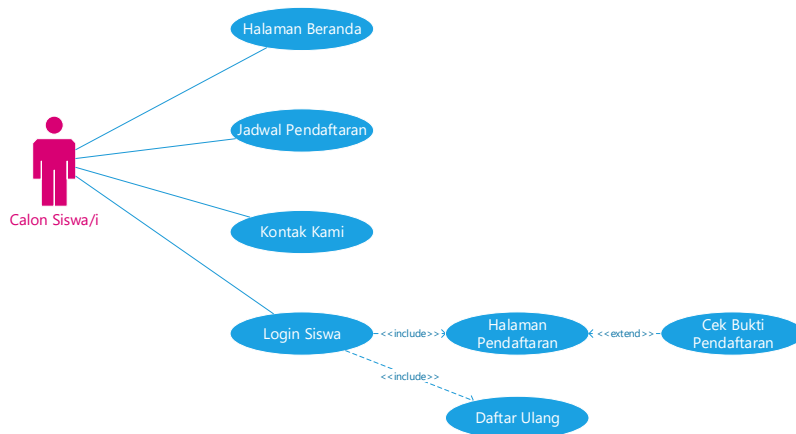 Halaman Beranda
Jadwal Pendaftaran
Calon Siswa/i
Kontak Kami
Login Siswa
<<include>>
Halaman
Pendaftaran
<<extend>>
Cek Bukti
Pendaftaran
<<include>>
Daftar Ulang